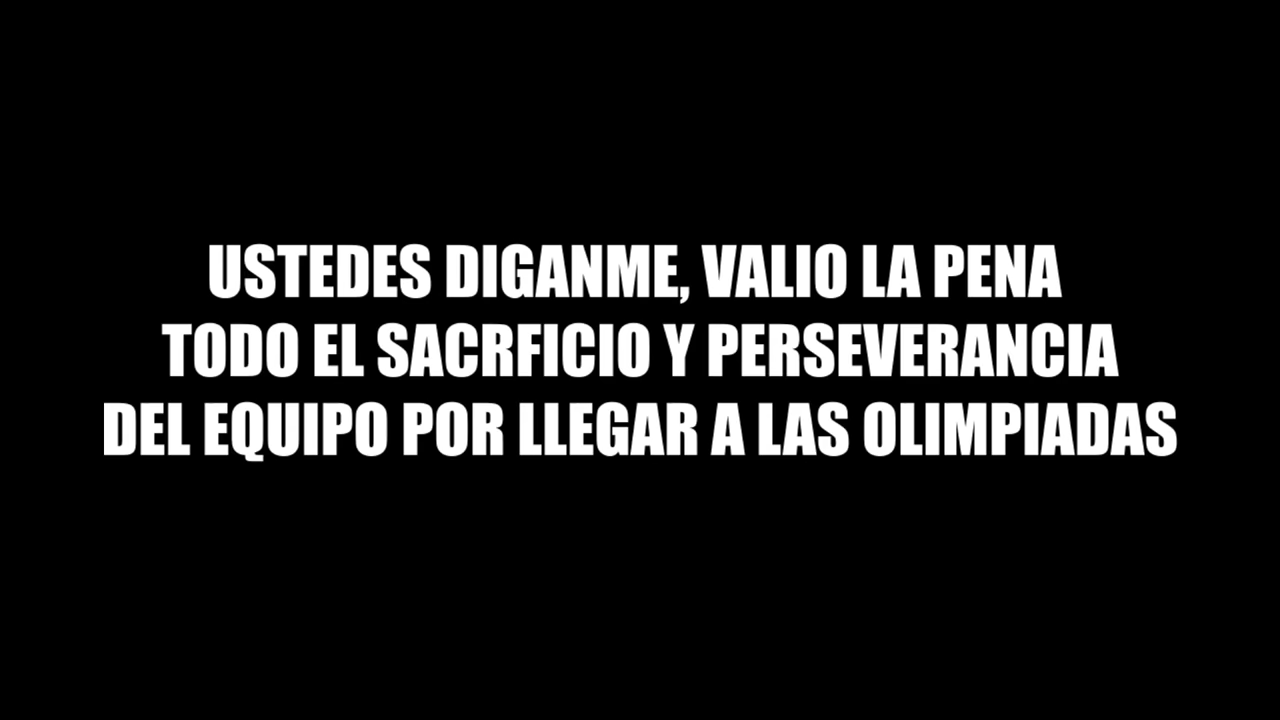 USTEDES DIGANME, VALIO LA PENA
TODO EL SACRFICIO Y PERSEVERANCIA
DEL EQUIPO POR LLEGAR A LAS OLIMPIADAS